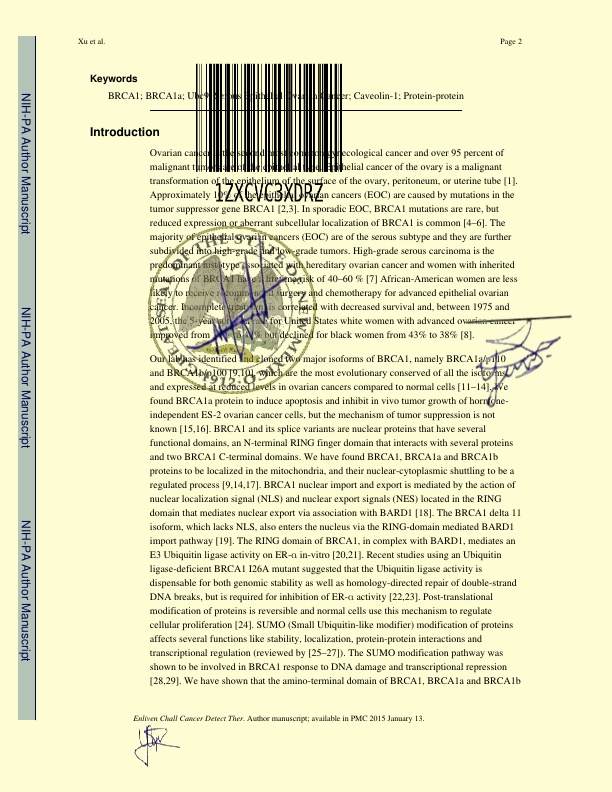 Xu et al. Page 2
NIH-PA Author Manuscript
NIH-PA Author Manuscript
NIH-PA Author Manuscript
Keywords
BRCA1; BRCA1a; Ubc9; Epithelial Ovarian Cancer; Caveolin-1; Protein-protein
1ZXCVG3XDRZ
Introduction
Ovarian cancer is the second most common gynecological cancer and over 95 percent of
malignant tumors are of the epithelial Epithelial cancer of the ovary is a malignant
transformation of the epithelium of the surface of the ovary, peritoneum, or uterine tube [1].
Approximately 10% of the epithelial ovarian cancers (EOC) are caused by mutations in the
tumor suppressor gene BRCA1 [2,3]. In sporadic EOC, BRCA1 mutations are rare, but
reduced expression or aberrant subcellular localization of BRCA1 is common [4–6]. The
majority of epithelial ovarian cancers (EOC) are of the serous subtype and they are further
subdivided into high-grade and low-grade tumors. High-grade serous carcinoma is the
predominant histotype associated with hereditary ovarian cancer and women with inherited
mutations of BRCA1 have a lifetime risk of 40–60 % [7] African-American women are less
likely to receive recommended surgery and chemotherapy for advanced epithelial ovarian
cancer. Incomplete treatment is correlated with decreased survival and, between 1975 and
2005, the 5-year survival rate for United States white women with advanced ovarian cancer
improved from but declined for black women from 43% to 38% [8].
GREAT SEAL OF THE STATE OF NEW MEXICO
1912
Our lab has identified and cloned two major isoforms of BRCA1, namely BRCA1a/p110
and BRCA1b/p100 [9,10], which are the most evolutionary conserved of all the isoforms
and expressed at reduced levels in ovarian cancers compared to normal cells [11–14]. We
found BRCA1a protein to induce apoptosis and inhibit in vivo tumor growth of hormone-
independent ES-2 ovarian cancer cells, but the mechanism of tumor suppression is not
known [15,16]. BRCA1 and its splice variants are nuclear proteins that have several
functional domains, an N-terminal RING finger domain that interacts with several proteins
and two BRCA1 C-terminal domains. We have found BRCA1, BRCA1a and BRCA1b
proteins to be localized in the mitochondria, and their nuclear-cytoplasmic shuttling to be a
regulated process [9,14,17]. BRCA1 nuclear import and export is mediated by the action of
nuclear localization signal (NLS) and nuclear export signals (NES) located in the RING
domain that mediates nuclear export via association with BARD1 [18]. The BRCA1 delta 11
isoform, which lacks NLS, also enters the nucleus via the RING-domain mediated BARD1
import pathway [19]. The RING domain of BRCA1, in complex with BARD1, mediates an
E3 Ubiquitin ligase activity on ER-α in-vitro [20,21]. Recent studies using an Ubiquitin
ligase-deficient BRCA1 I26A mutant suggested that the Ubiquitin ligase activity is
dispensable for both genomic stability as well as homology-directed repair of double-strand
DNA breaks, but is required for inhibition of ER-α activity [22,23]. Post-translational
modification of proteins is reversible and normal cells use this mechanism to regulate
cellular proliferation [24]. SUMO (Small Ubiquitin-like modifier) modification of proteins
affects several functions like stability, localization, protein-protein interactions and
transcriptional regulation (reviewed by [25–27]). The SUMO modification pathway was
shown to be involved in BRCA1 response to DNA damage and transcriptional repression
[28,29]. We have shown that the amino-terminal domain of BRCA1, BRCA1a and BRCA1b
Enliven Chall Cancer Detect Ther. Author manuscript; available in PMC 2015 January 13.